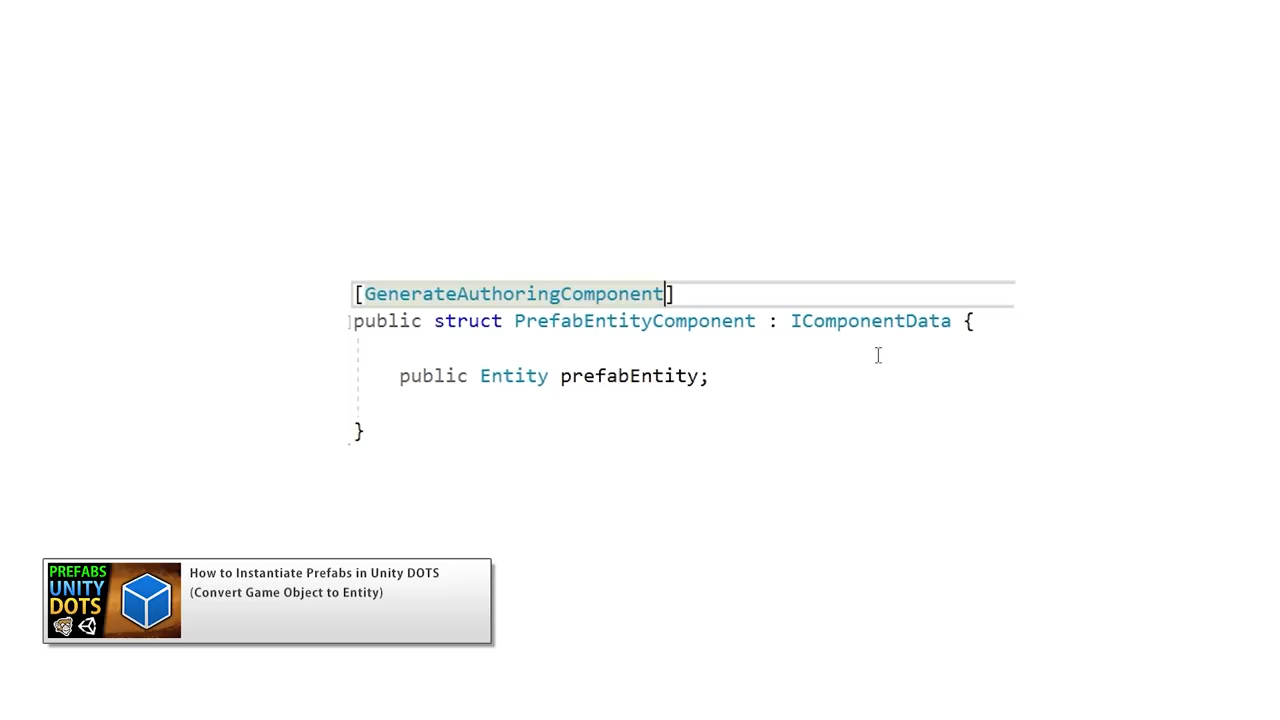 [GenerateAuthoringComponent]
public struct PrefabEntityComponent : IComponentData {
public Entity prefabEntity;
}
PREFABS
UNITY
DOTS
How to Instantiate Prefabs in Unity DOTS
(Convert Game Object to Entity)